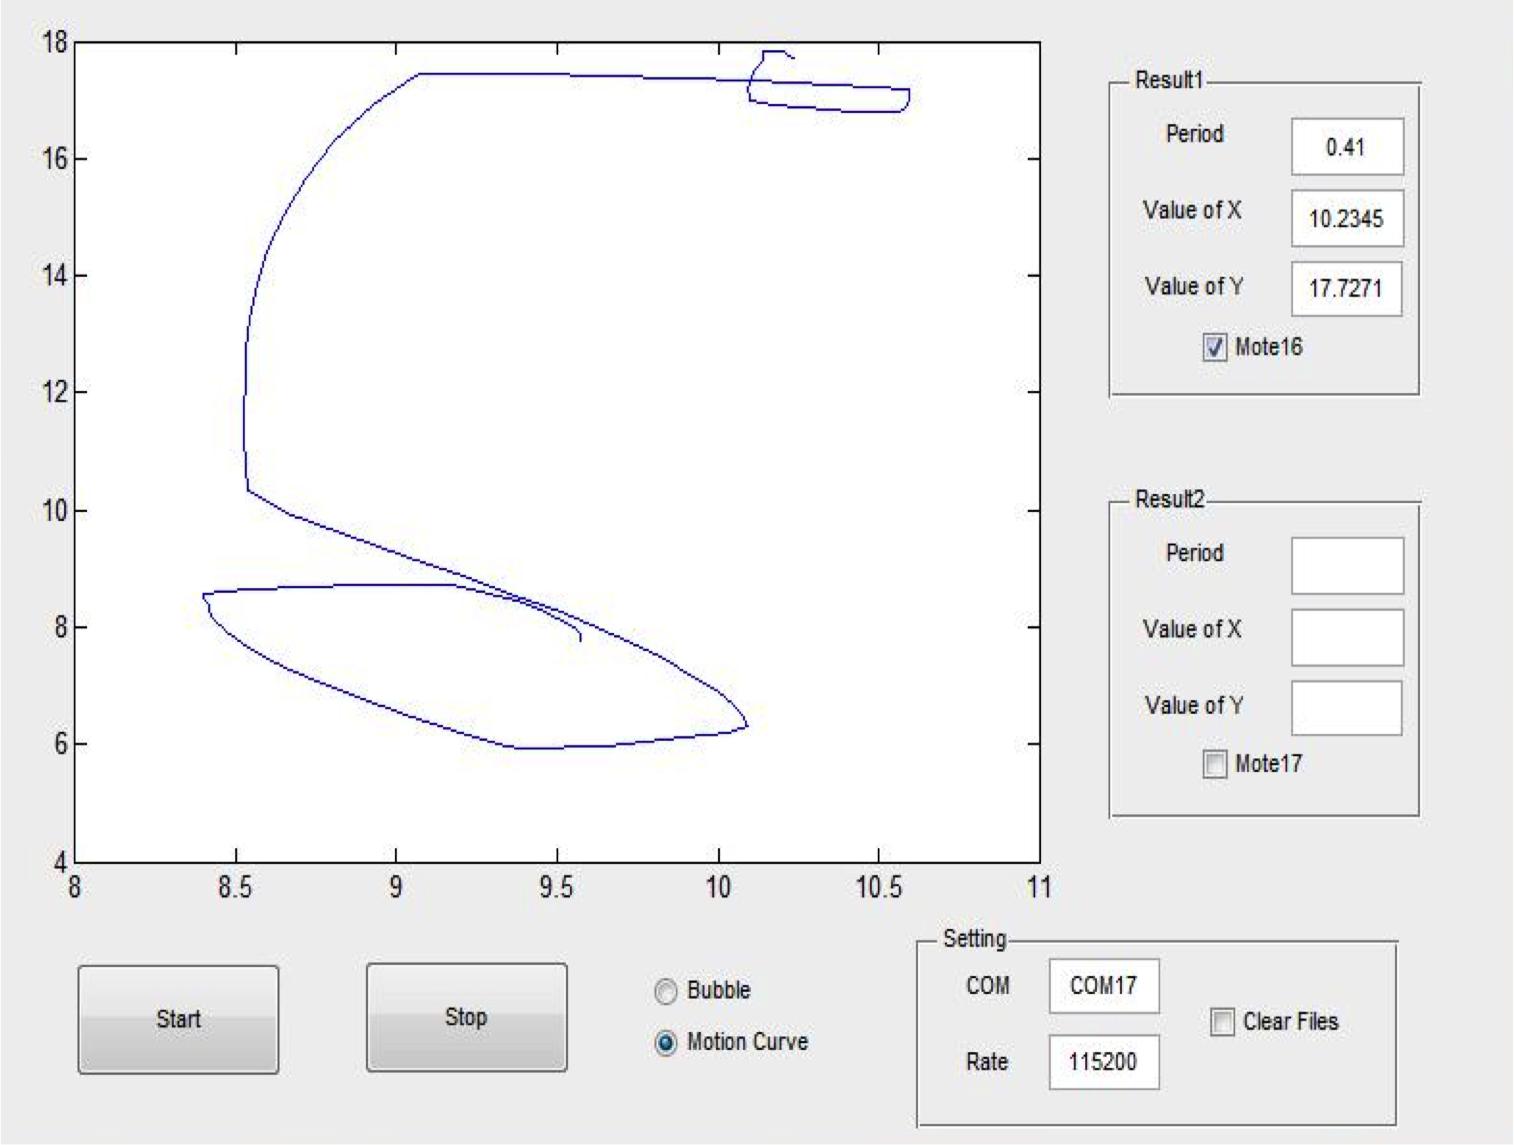 18
16
14
12
10
8
6
4
8 8.5 9 9.5 10 10.5 11
Result1
Period 0.41
Value of X 10.2345
Value of Y 17.7271
Mote16
Result2
Period
Value of X
Value of Y
Mote17
Start
Stop
Bubble
Motion Curve
Setting
COM COM17
Rate 115200
Clear Files